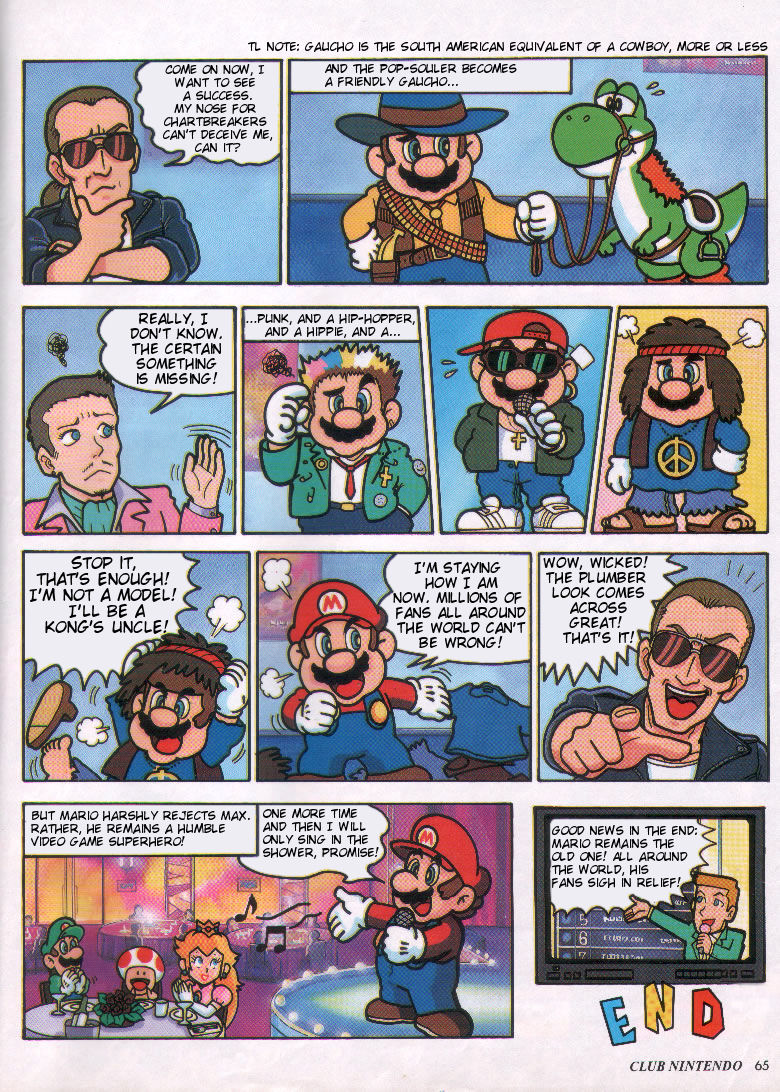 TL NOTE: GAUCHO IS THE SOUTH AMERICAN EQUIVALENT OF A COWBOY, MORE OR LESS
COME ON NOW, I
WANT TO SEE
A SUCCESS.
MY NOSE FOR
CHARTBREAKERS
CAN'T DECEIVE ME,
CAN IT?
AND THE POP-SOULER BECOMES
A FRIENDLY GAUCHO...
REALLY, I
DON'T KNOW.
THE CERTAIN
SOMETHING
IS MISSING!
...PUNK, AND A HIP-HOPPER,
AND A HIPPIE, AND A...
STOP IT,
THAT'S ENOUGH!
I'M NOT A MODEL!
I'LL BE A
KONG'S UNCLE!
M
I'M STAYING
HOW I AM
NOW. MILLIONS OF
FANS ALL AROUND
THE WORLD CAN'T
BE WRONG!
WOW, WICKED!
THE PLUMBER
LOOK COMES
ACROSS
GREAT!
THAT'S IT!
BUT MARIO HARSHLY REJECTS MAX.
RATHER, HE REMAINS A HUMBLE
VIDEO GAME SUPERHERO!
ONE MORE TIME
AND THEN I WILL
ONLY SING IN THE
SHOWER, PROMISE!
M
GOOD NEWS IN THE END:
MARIO REMAINS THE
OLD ONE! ALL AROUND
THE WORLD, HIS
FANS SIGH IN RELIEF!
5
6
7
END
CLUB NINTENDO 65